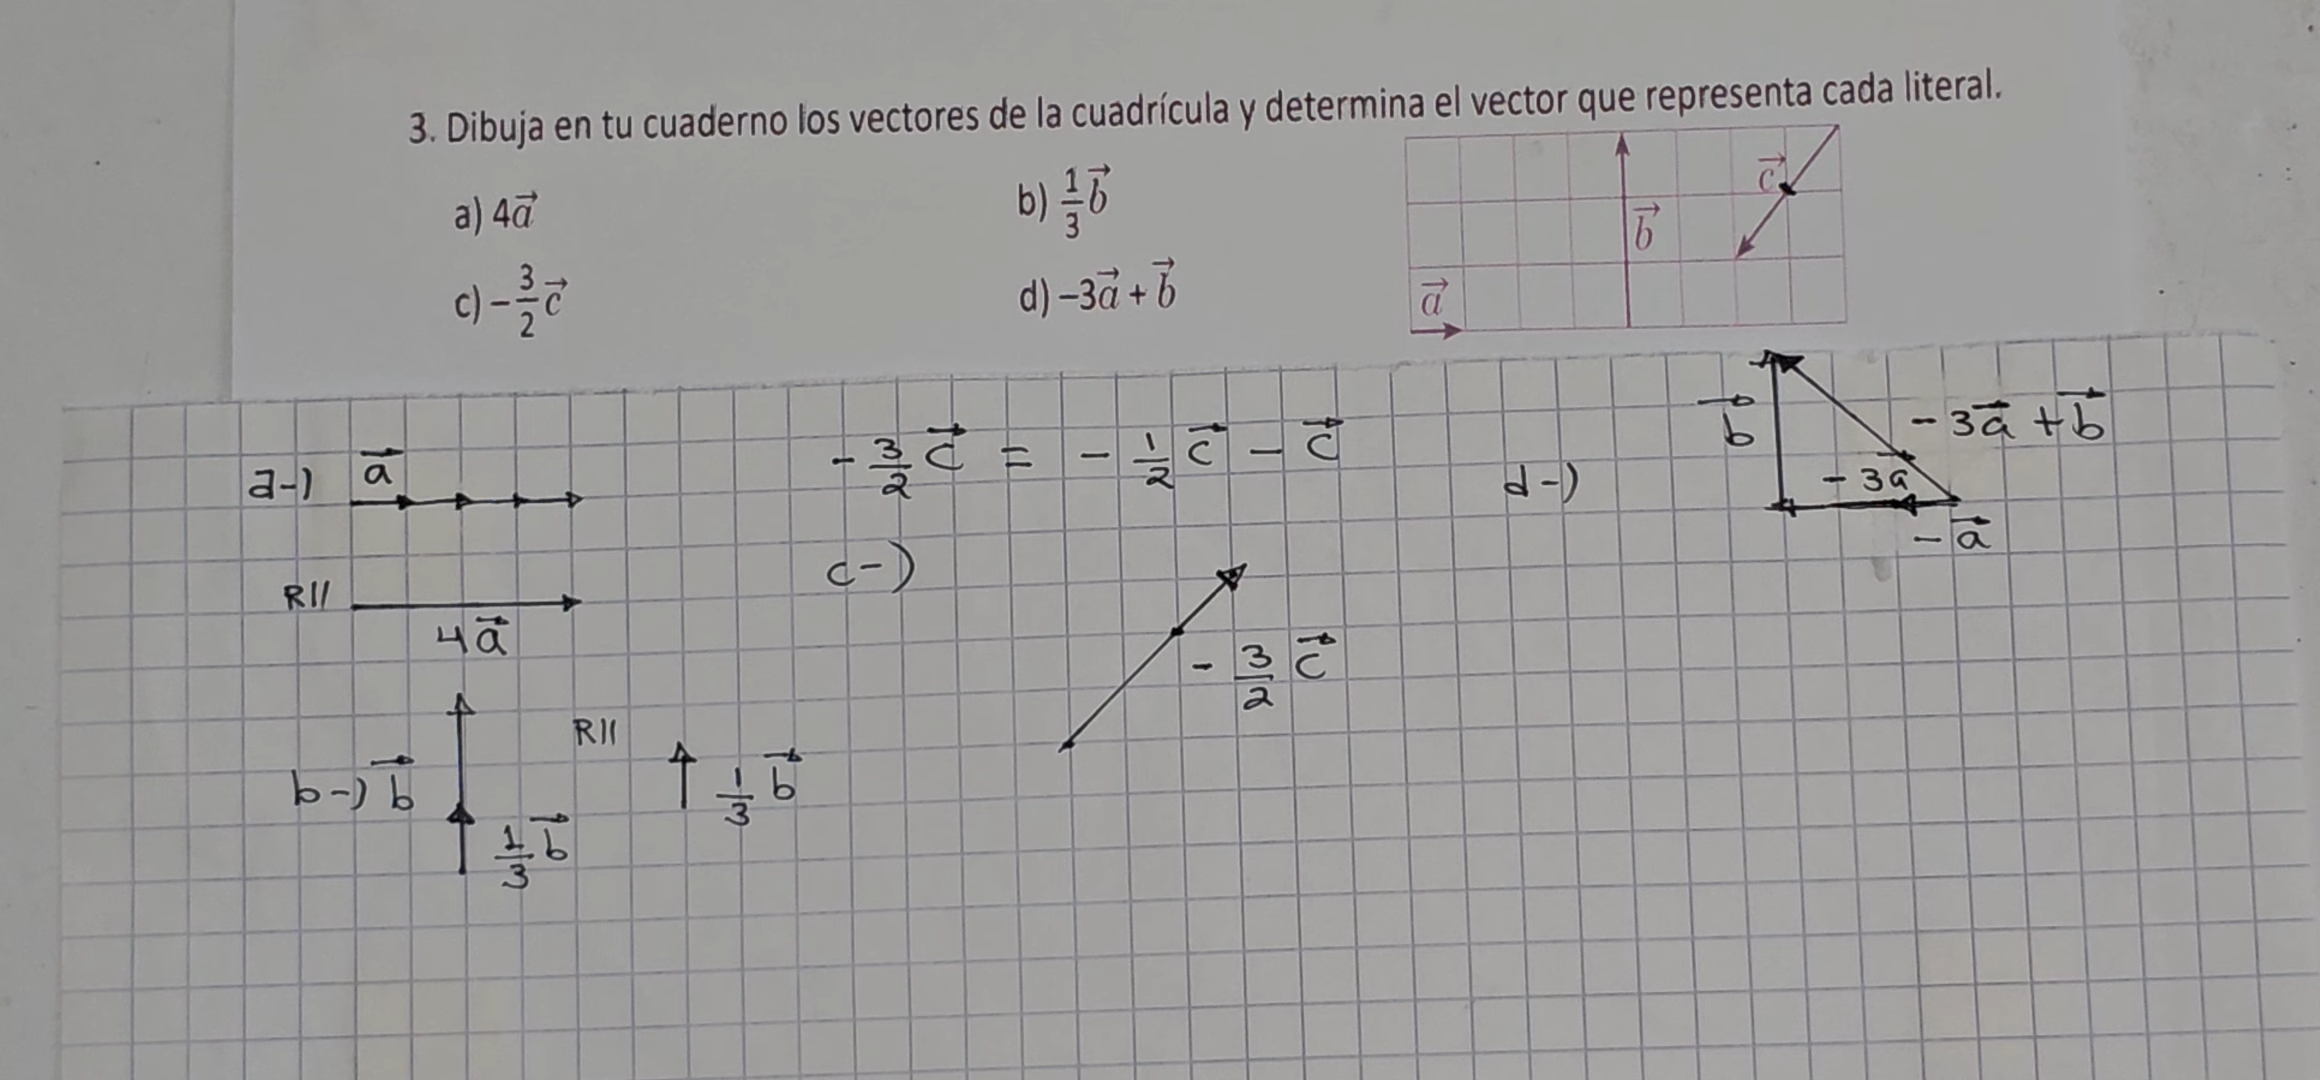 3. Dibuja en tu cuaderno los vectores de la cuadrícula y determina el vector que representa cada literal.
a) 4a⃗
b) 1/3 b⃗
c) −3/2 c⃗
d) −3a⃗ + b⃗
c⃗
b⃗
a⃗
a-) a⃗
R//
4a⃗
b-) b⃗
1/3 b⃗
R//
1/3 b⃗
-3/2 c⃗ = -1/2 c⃗ - c⃗
c-)
-3/2 c⃗
d-)
b⃗
-3a⃗ + b⃗
-3a⃗
-a⃗